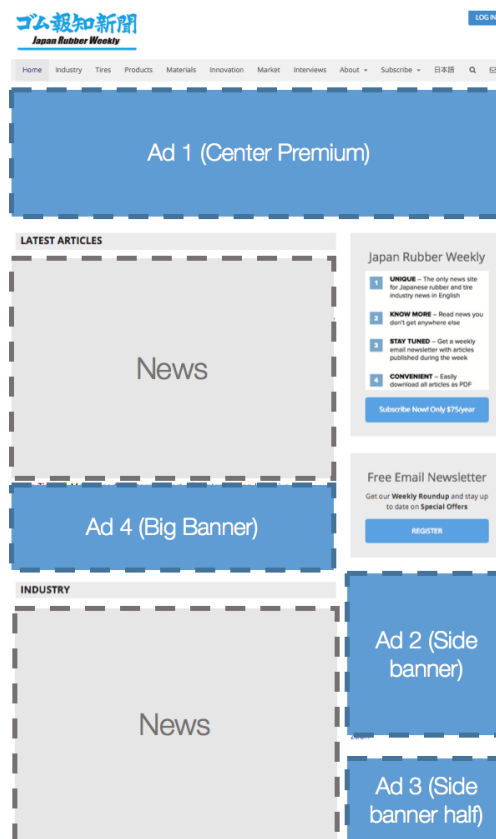 ゴム報知新聞
Japan Rubber Weekly
LOG IN
Home Industry Tires Products Materials Innovation Market Interviews About Subscribe 日本語
Ad 1 (Center Premium)
LATEST ARTICLES
News
Japan Rubber Weekly
1 UNIQUE – The only news site
for Japanese rubber and tire
industry news in English
2 KNOW MORE – Read news you
don't get anywhere else
3 STAY TUNED – Get a weekly
email newsletter with articles
published during the week
4 CONVENIENT – Easily
download all articles as PDF
Subscribe Now! Only $75/year
Ad 4 (Big Banner)
Free Email Newsletter
Get our Weekly Roundup and stay up
to date on Special Offers
REGISTER
INDUSTRY
News
Ad 2 (Side
banner)
Ad 3 (Side
banner half)